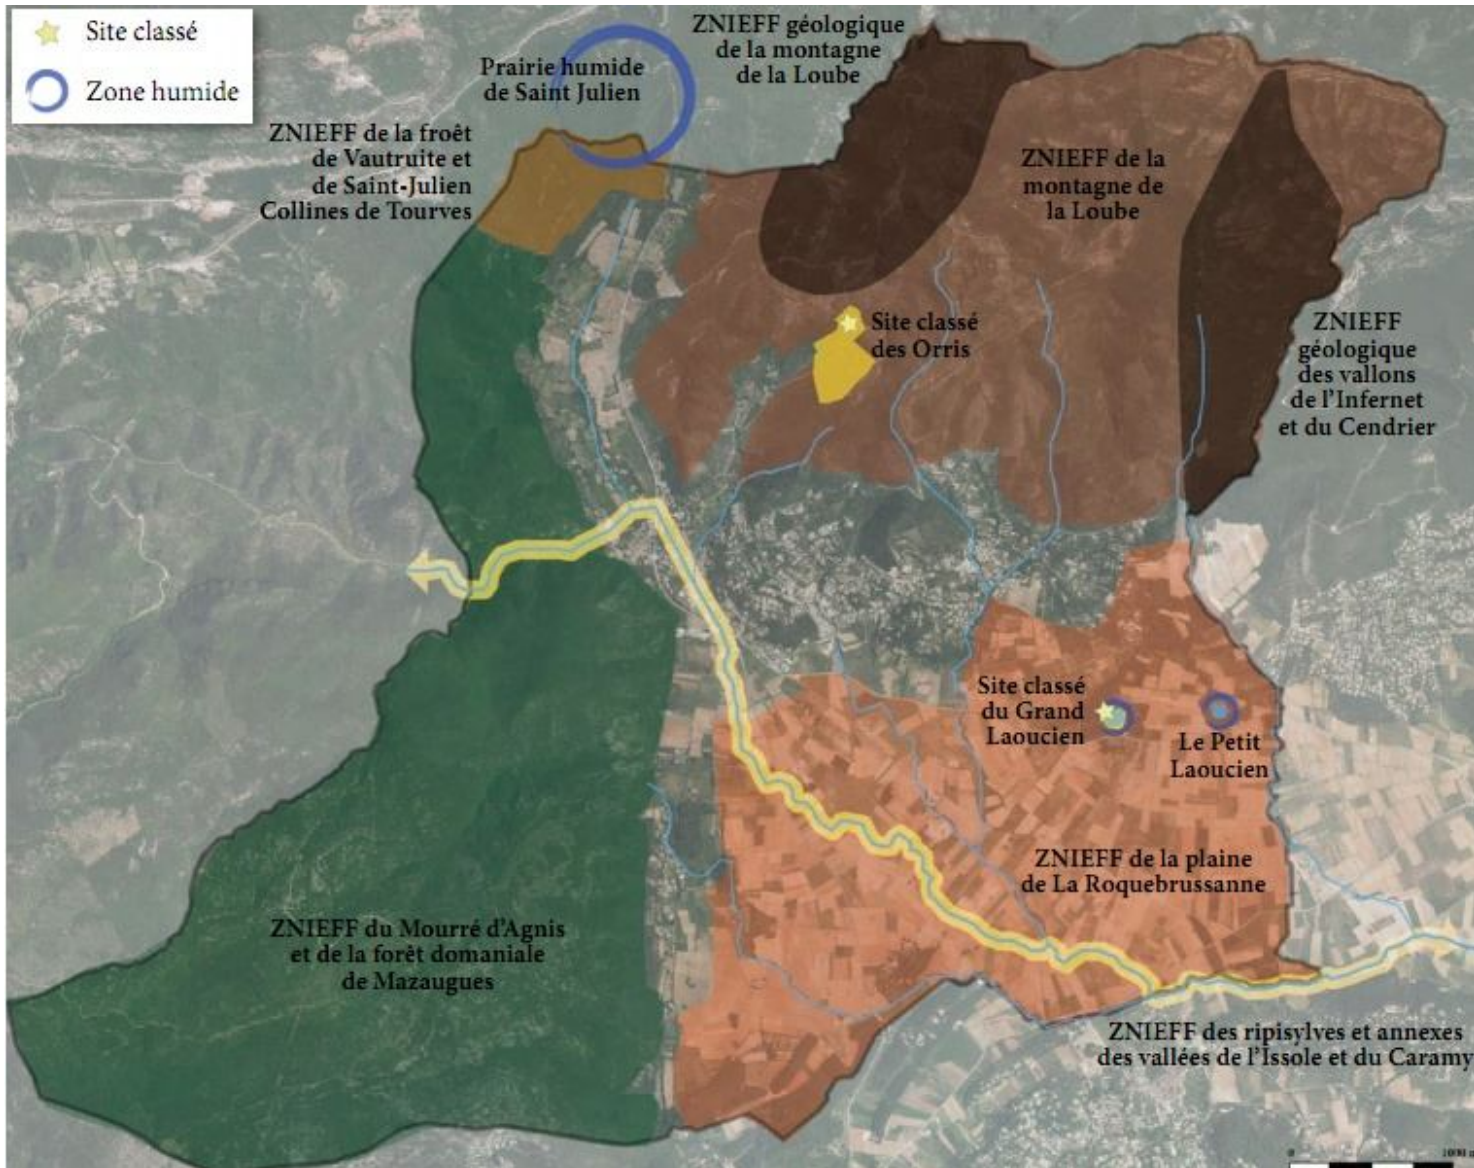 Site classé
Zone humide
Prairie humide
de Saint Julien
ZNIEFF géologique
de la montagne
de la Loube
ZNIEFF de la froêt
de Vautruite et
de Saint-Julien
Collines de Tourves
ZNIEFF de la
montagne de
la Loube
Site classé
des Orris
ZNIEFF
géologique
des vallons
de l'Infernet
et du Cendrier
Site classé
du Grand
Laoucien
Le Petit
Laoucien
ZNIEFF de la plaine
de La Roquebrussanne
ZNIEFF du Mourré d'Agnis
et de la forêt domaniale
de Mazaugues
ZNIEFF des ripisylves et annexes
des vallées de l'Issole et du Caramy
0 1000